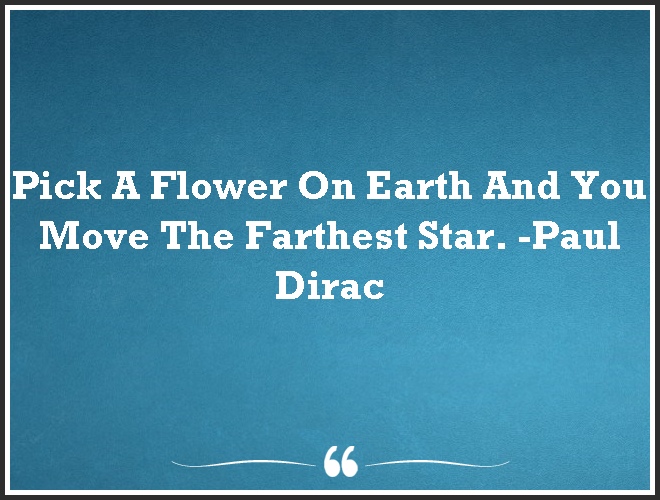 Pick A Flower On Earth And You
Move The Farthest Star. -Paul
Dirac
❝